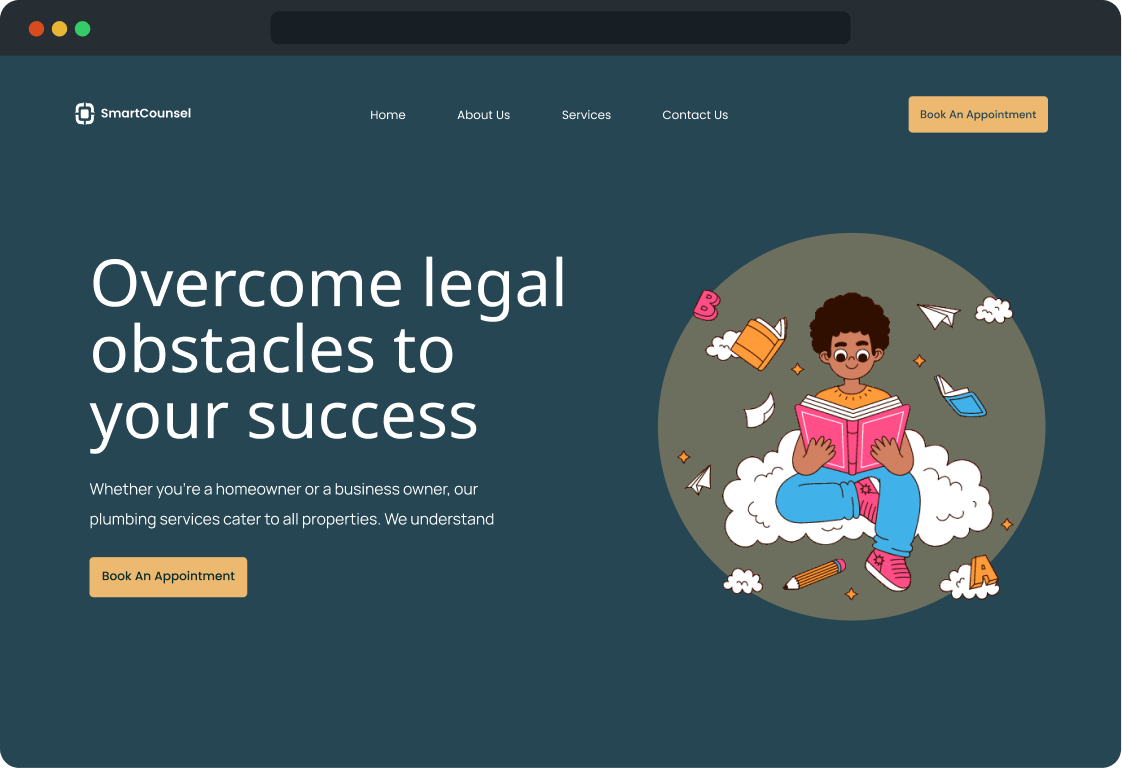 SmartCounsel
Home
About Us
Services
Contact Us
Book An Appointment
Overcome legal
obstacles to
your success
Whether you're a homeowner or a business owner, our
plumbing services cater to all properties. We understand
Book An Appointment
B
A